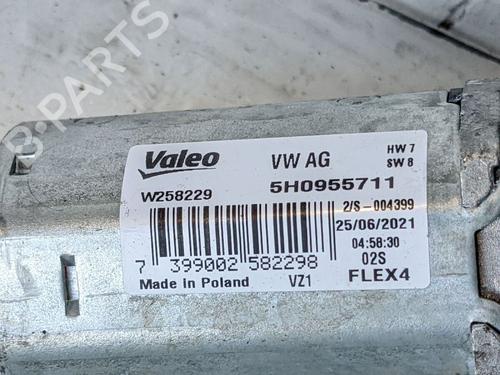 B-PARTS
Valeo
VW AG
HW 7
SW 8
W258229
5H0955711
2/S-004399
25/06/2021
04:58:30
02S
7 399002 582298
Made in Poland
VZ1
FLEX4